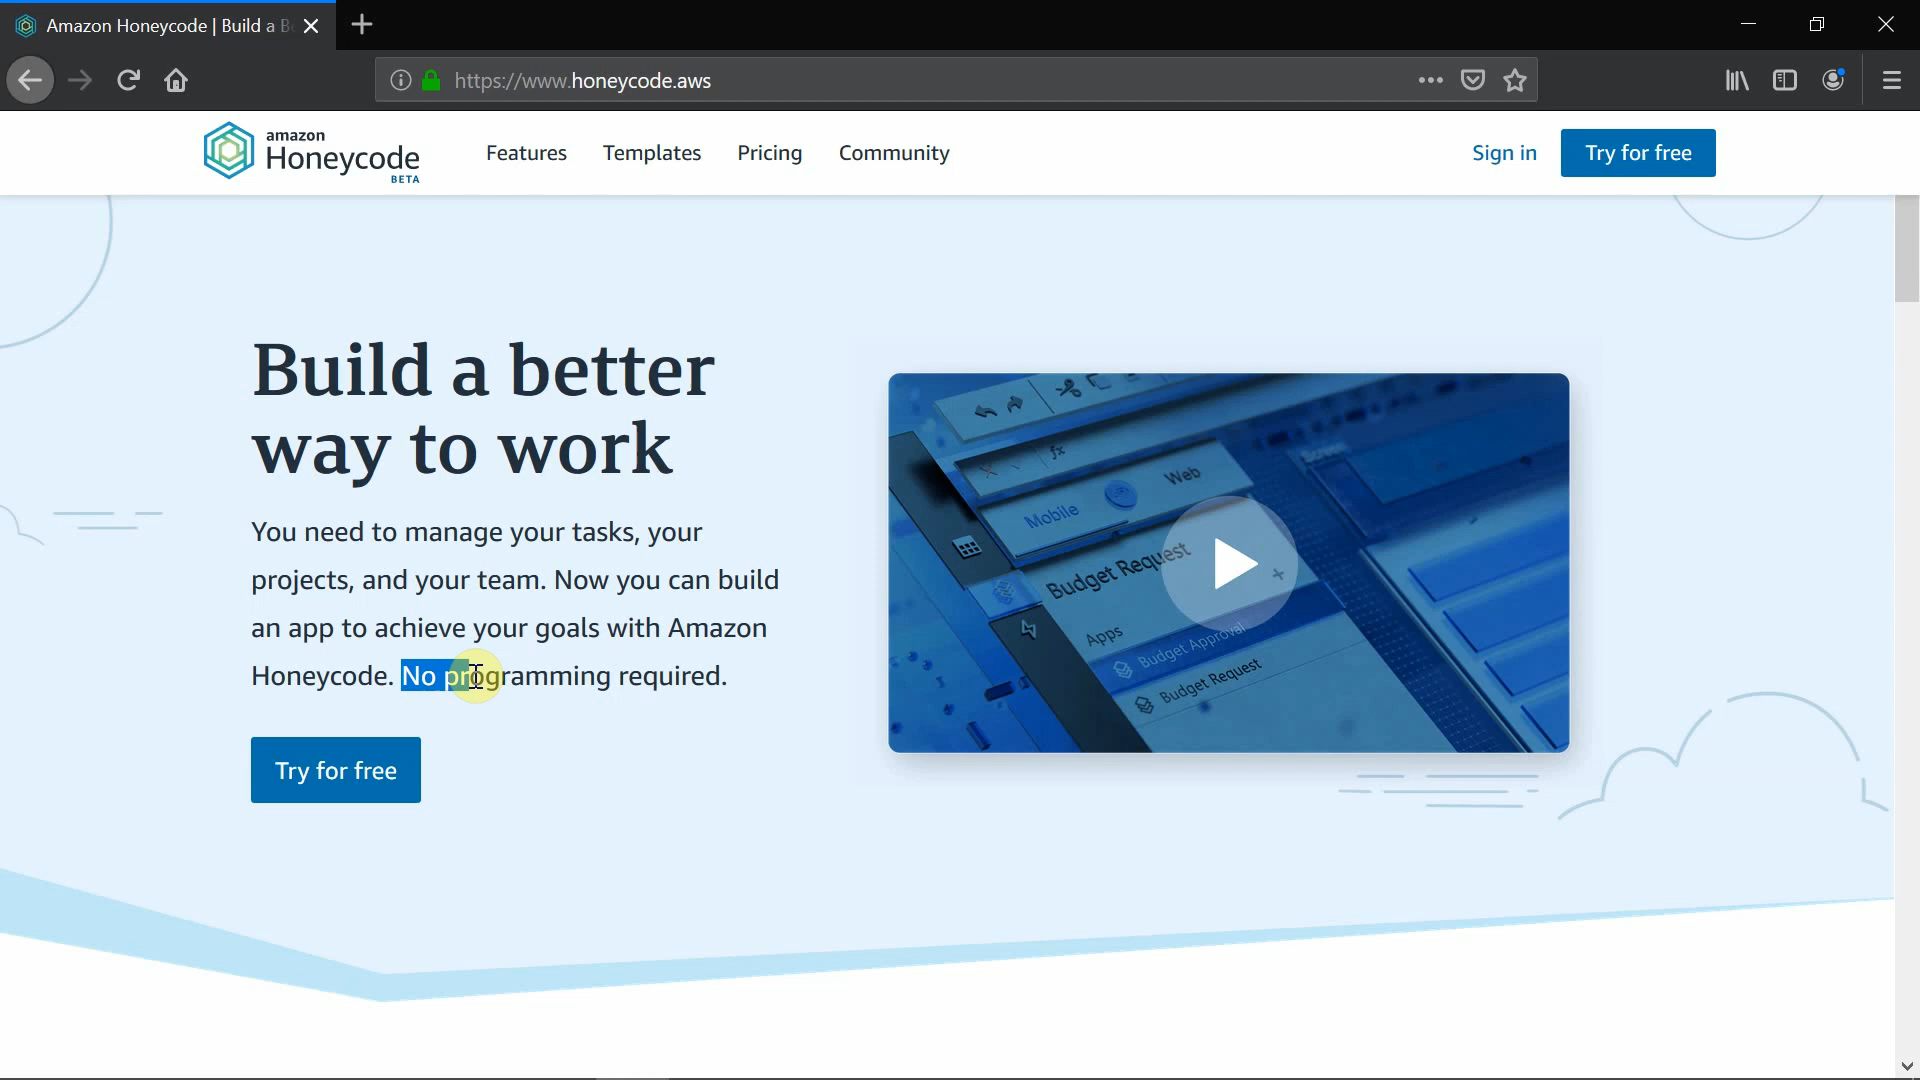 Amazon Honeycode | Build a B
https://www.honeycode.aws
amazon
Honeycode
BETA
Features
Templates
Pricing
Community
Sign in
Try for free
Build a better
way to work
You need to manage your tasks, your
projects, and your team. Now you can build
an app to achieve your goals with Amazon
Honeycode. No programming required.
Try for free
fx
Screen
Mobile
Web
Budget Request
Apps
Budget Approval
Budget Request